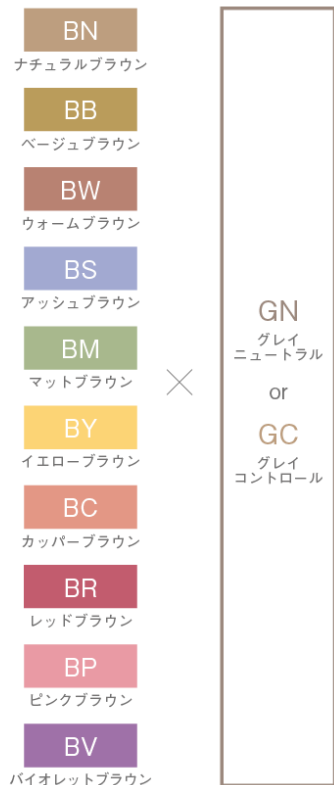 BN
ナチュラルブラウン
BB
ベージュブラウン
BW
ウォームブラウン
BS
アッシュブラウン
BM
マットブラウン
BY
イエローブラウン
BC
カッパーブラウン
BR
レッドブラウン
BP
ピンクブラウン
BV
バイオレットブラウン
×
GN
グレイ
ニュートラル
or
GC
グレイ
コントロール